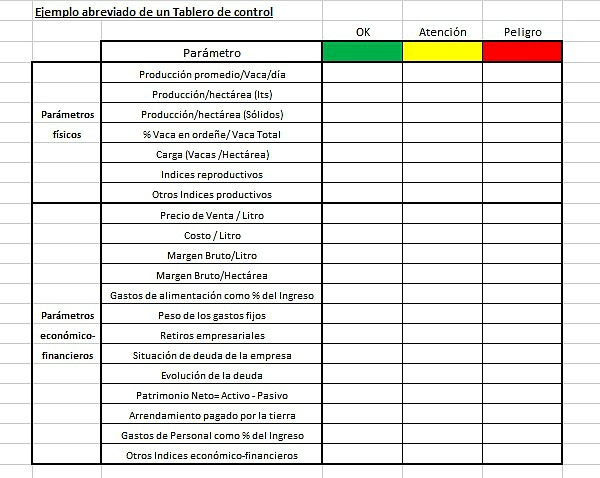 Ejemplo abreviado de un Tablero de control
OK Atención Peligro
Parámetro
Producción promedio/Vaca/día
Producción/hectárea (lts)
Parámetros Producción/hectárea (Sólidos)
físicos % Vaca en ordeñe/ Vaca Total
Carga (Vacas /Hectárea)
Indices reproductivos
Otros Indices productivos
Precio de Venta / Litro
Costo / Litro
Margen Bruto/Litro
Margen Bruto/Hectárea
Gastos de alimentación como % del Ingreso
Parámetros Peso de los gastos fijos
económico- Retiros empresariales
financieros Situación de deuda de la empresa
Evolución de la deuda
Patrimonio Neto= Activo - Pasivo
Arrendamiento pagado por la tierra
Gastos de Personal como % del Ingreso
Otros Indices económico-financieros